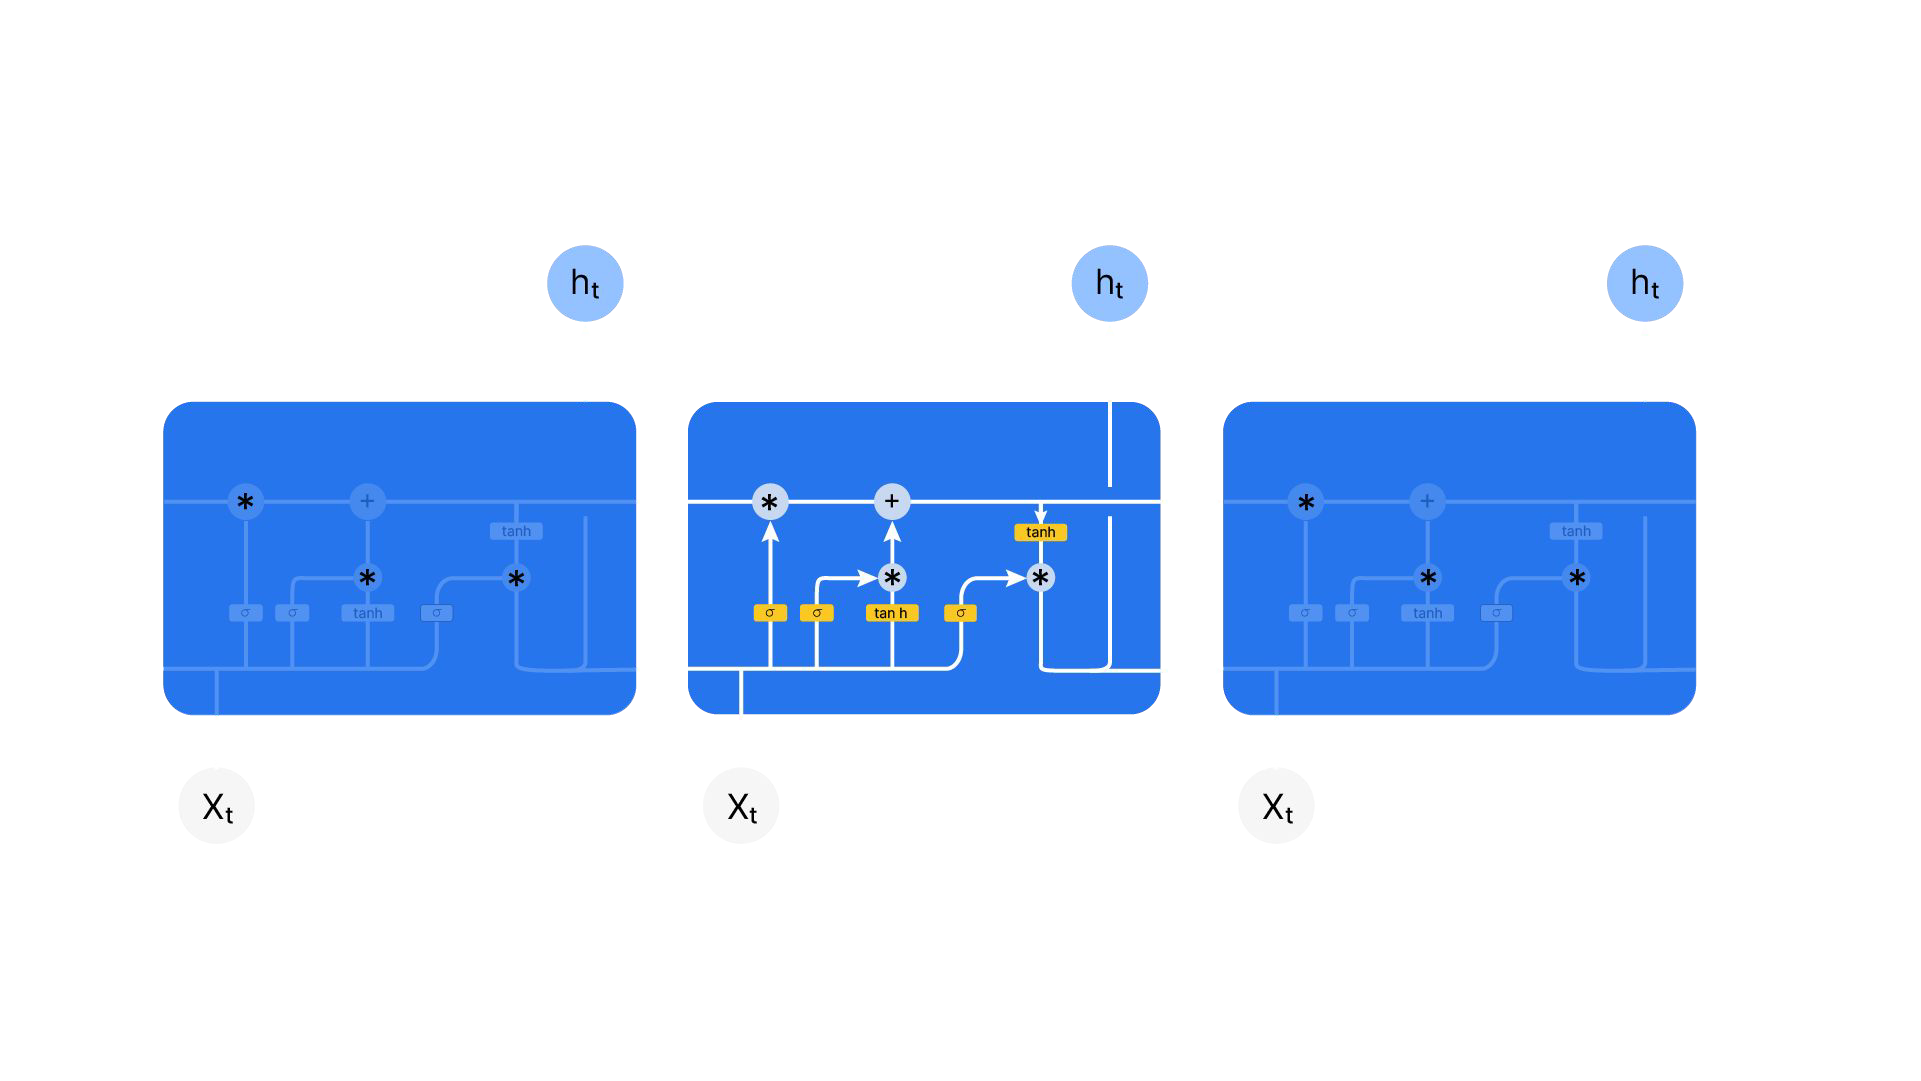 ht ht ht
* + * + * +
tanh tanh tanh
* * * * * *
σ σ tanh σ σ σ tan h σ σ σ tanh σ
Xt Xt Xt